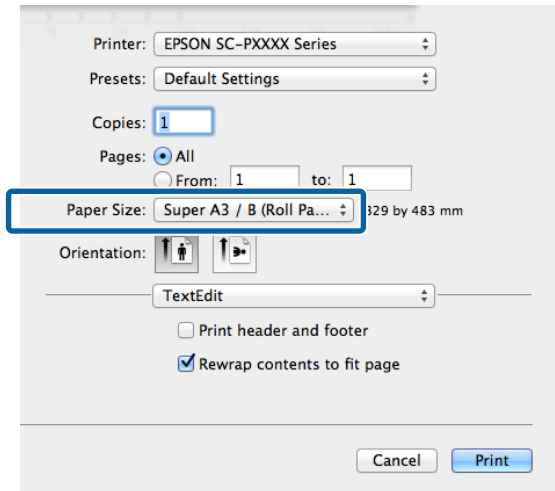 Printer: EPSON SC-PXXXX Series
Presets: Default Settings
Copies: 1
Pages: All
From: 1 to: 1
Paper Size: Super A3 / B (Roll Pa... 329 by 483 mm
Orientation:
TextEdit
Print header and footer
Rewrap contents to fit page
Cancel Print